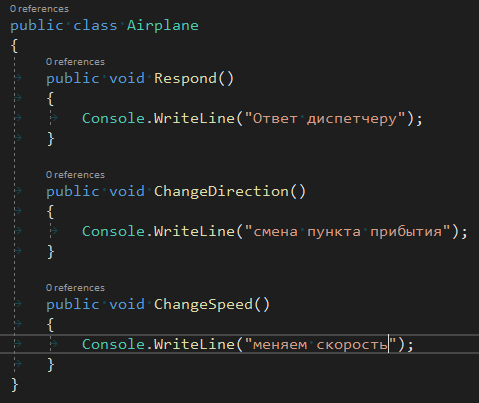 0 references
public class Airplane
{
0 references
public void Respond()
{
Console.WriteLine("Ответ диспетчеру");
}
0 references
public void ChangeDirection()
{
Console.WriteLine("смена пункта прибытия");
}
0 references
public void ChangeSpeed()
{
Console.WriteLine("меняем скорость");
}
}